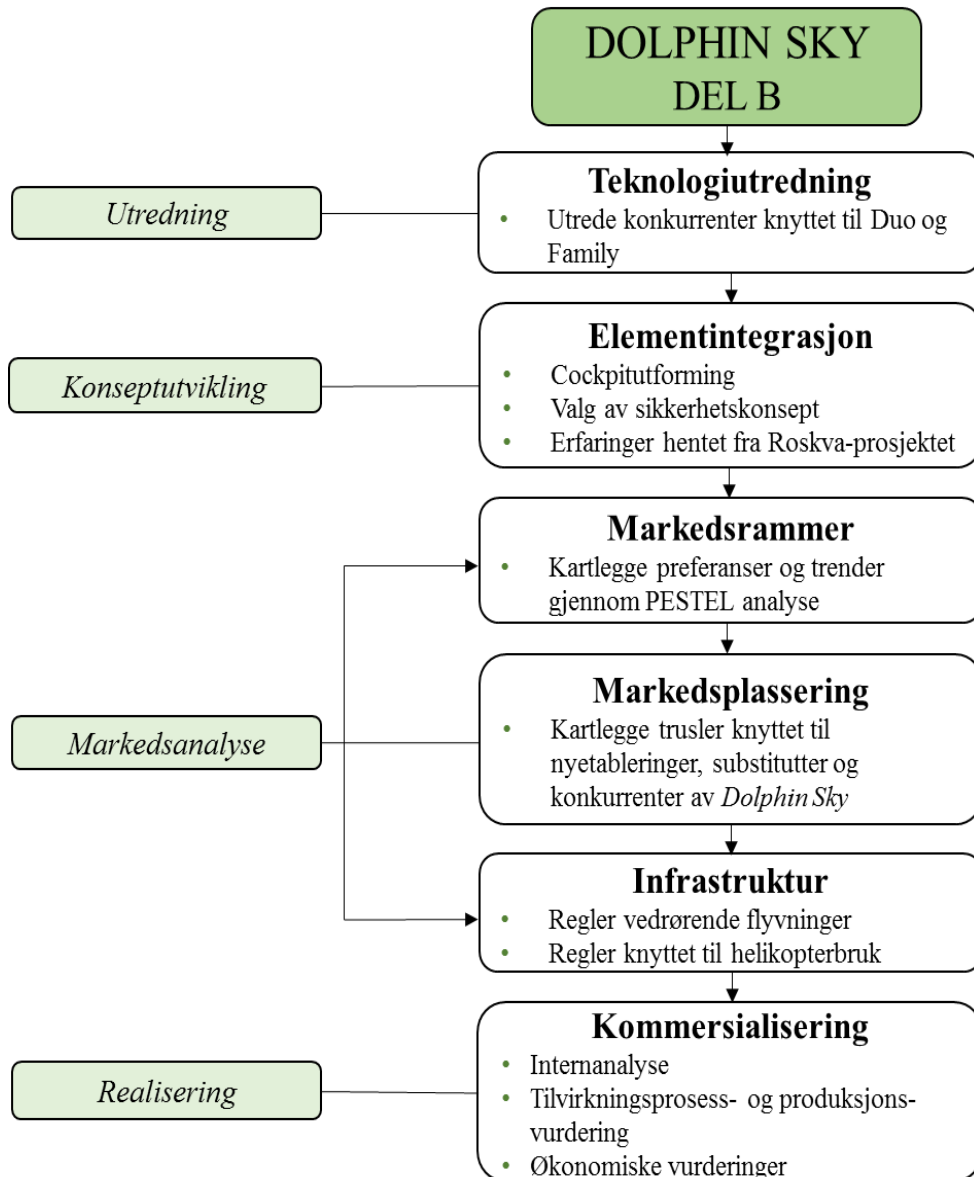 DOLPHIN SKY
DEL B
Utredning
Teknologiutredning
• Utrede konkurrenter knyttet til Duo og
Family
Konseptutvikling
Elementintegrasjon
• Cockpitutforming
• Valg av sikkerhetskonsept
• Erfaringer hentet fra Roskva-prosjektet
Markedsanalyse
Markedsrammer
• Kartlegge preferanser og trender
gjennom PESTEL analyse
Markedsplassering
• Kartlegge trusler knyttet til
nyetableringer, substitutter og
konkurrenter av Dolphin Sky
Infrastruktur
• Regler vedrørende flyvninger
• Regler knyttet til helikopterbruk
Realisering
Kommersialisering
• Internanalyse
• Tilvirkningsprosess- og produksjons-
vurdering
• Økonomiske vurderinger